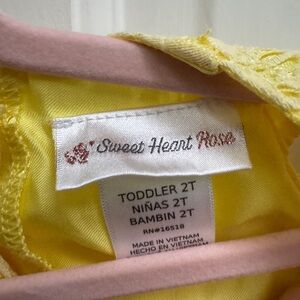 Sweet Heart Rose
TODDLER 2T
NIÑAS 2T
BAMBIN 2T
RN#16518
MADE IN VIETNAM
HECHO EN VIETNAM